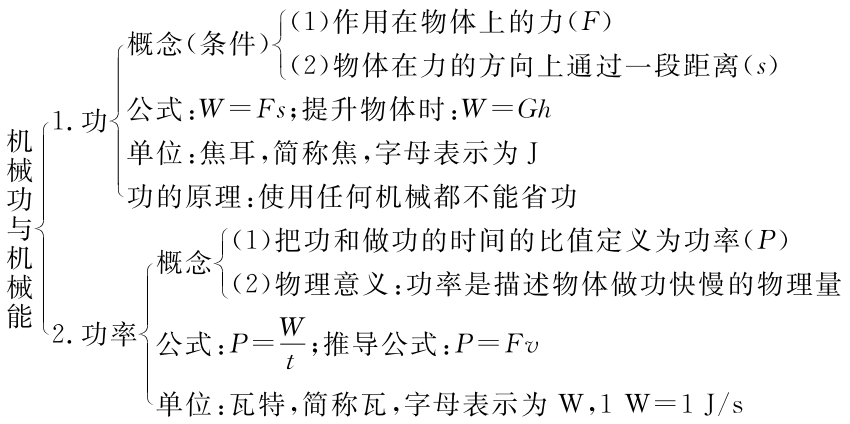 机械功与机械能
1. 功
概念(条件)
(1)作用在物体上的力(F)
(2)物体在力的方向上通过一段距离(s)
公式:W=Fs;提升物体时:W=Gh
单位:焦耳,简称焦,字母表示为 J
功的原理:使用任何机械都不能省功
2. 功率
概念
(1)把功和做功的时间的比值定义为功率(P)
(2)物理意义:功率是描述物体做功快慢的物理量
公式:P=W/t;推导公式:P=Fv
单位:瓦特,简称瓦,字母表示为 W,1 W=1 J/s